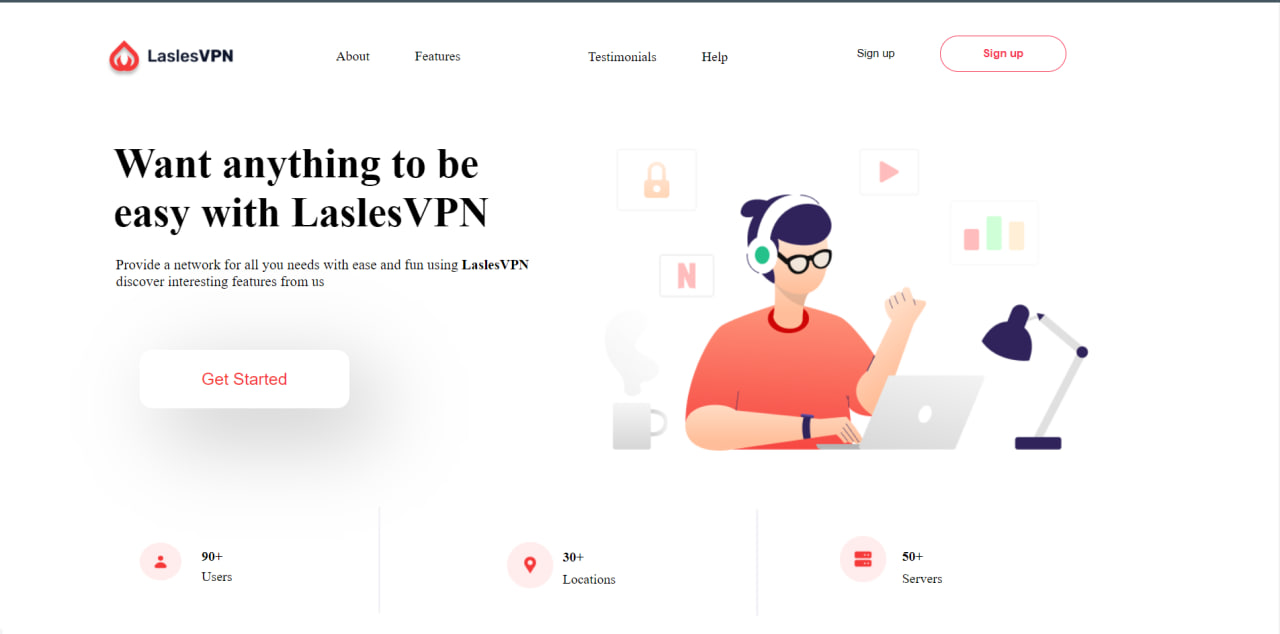 LaslesVPN
About
Features
Testimonials
Help
Sign up
Sign up
Want anything to be
easy with LaslesVPN
Provide a network for all you needs with ease and fun using LaslesVPN
discover interesting features from us
N
Get Started
90+
Users
30+
Locations
50+
Servers